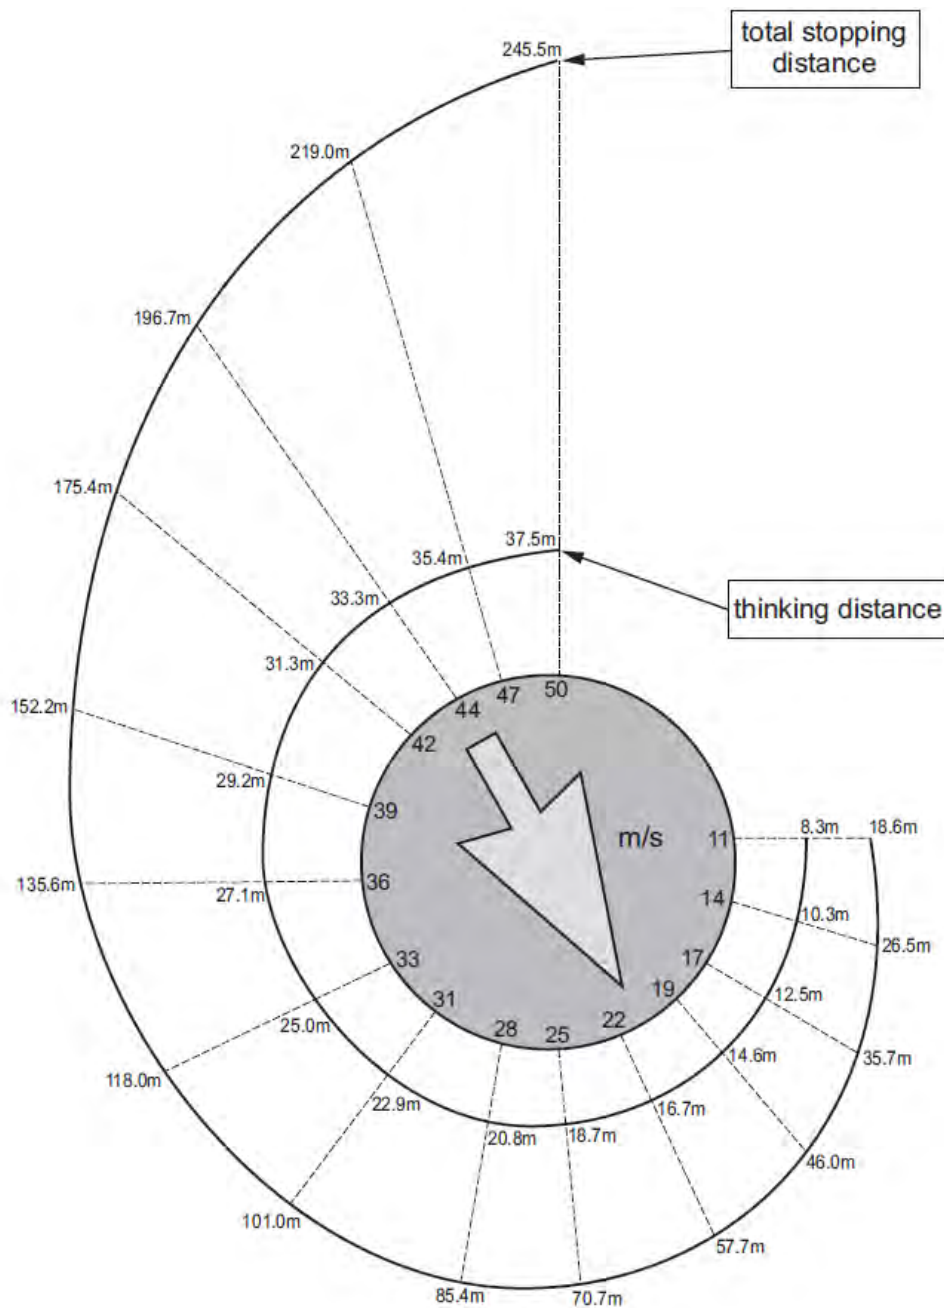 total stopping
distance
245.5m
219.0m
196.7m
175.4m
37.5m
35.4m
33.3m
thinking distance
31.3m
50
47
44
152.2m
42
29.2m
39
m/s
11
8.3m
18.6m
135.6m
27.1m
36
14
10.3m
26.5m
33
17
31
19
12.5m
25.0m
28
25
22
118.0m
14.6m
35.7m
22.9m
16.7m
20.8m
18.7m
46.0m
101.0m
57.7m
85.4m
70.7m